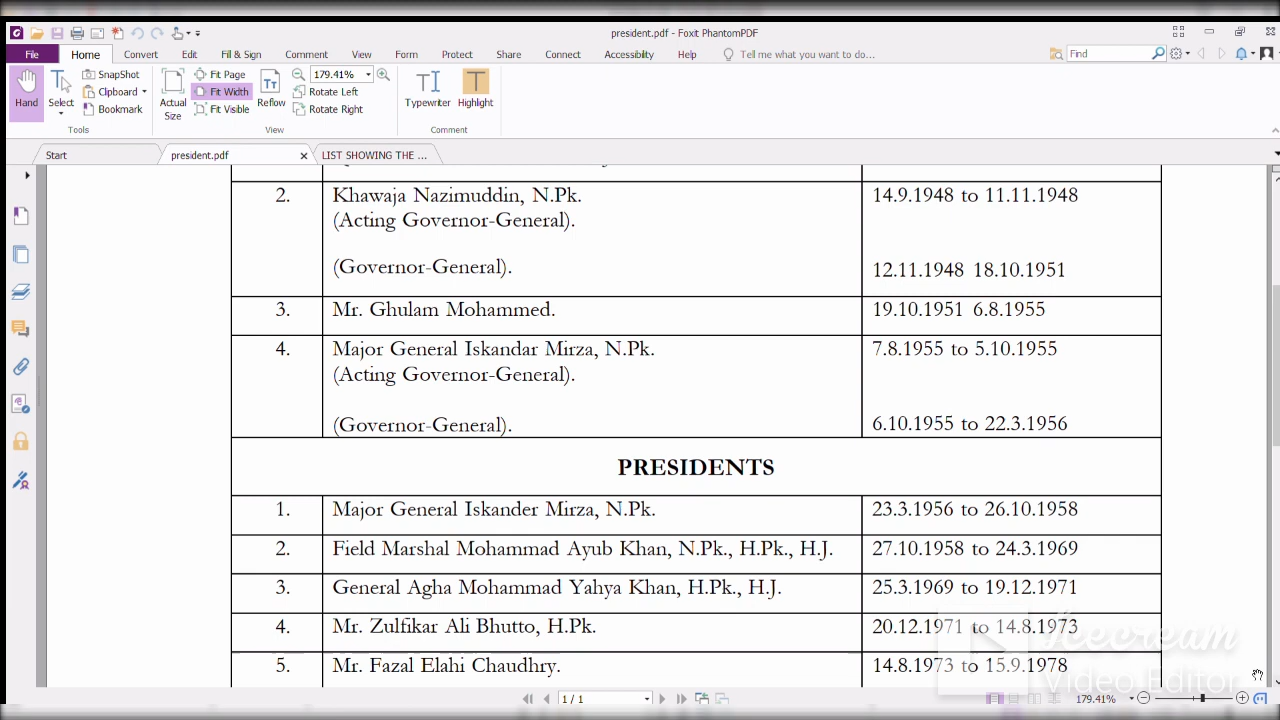 president.pdf - Foxit PhantomPDF
File Home Convert Edit Fill & Sign Comment View Form Protect Share Connect Accessibility Help Tell me what you want to do... Find
Hand
Select
SnapShot
Clipboard
Bookmark
Tools
Actual
Size
Fit Page
Fit Width
Fit Visible
Reflow
179.41%
Rotate Left
Rotate Right
View
Typewriter Highlight
Comment
Start president.pdf LIST SHOWING THE ...
2. Khawaja Nazimuddin, N.Pk. 14.9.1948 to 11.11.1948
(Acting Governor-General).
(Governor-General). 12.11.1948 18.10.1951
3. Mr. Ghulam Mohammed. 19.10.1951 6.8.1955
4. Major General Iskandar Mirza, N.Pk. 7.8.1955 to 5.10.1955
(Acting Governor-General).
(Governor-General). 6.10.1955 to 22.3.1956
PRESIDENTS
1. Major General Iskander Mirza, N.Pk. 23.3.1956 to 26.10.1958
2. Field Marshal Mohammad Ayub Khan, N.Pk., H.Pk., H.J. 27.10.1958 to 24.3.1969
3. General Agha Mohammad Yahya Khan, H.Pk., H.J. 25.3.1969 to 19.12.1971
4. Mr. Zulfikar Ali Bhutto, H.Pk. 20.12.1971 to 14.8.1973
5. Mr. Fazal Elahi Chaudhry. 14.8.1973 to 15.9.1978
Icecream
Video Editor
1 / 1 179.41%